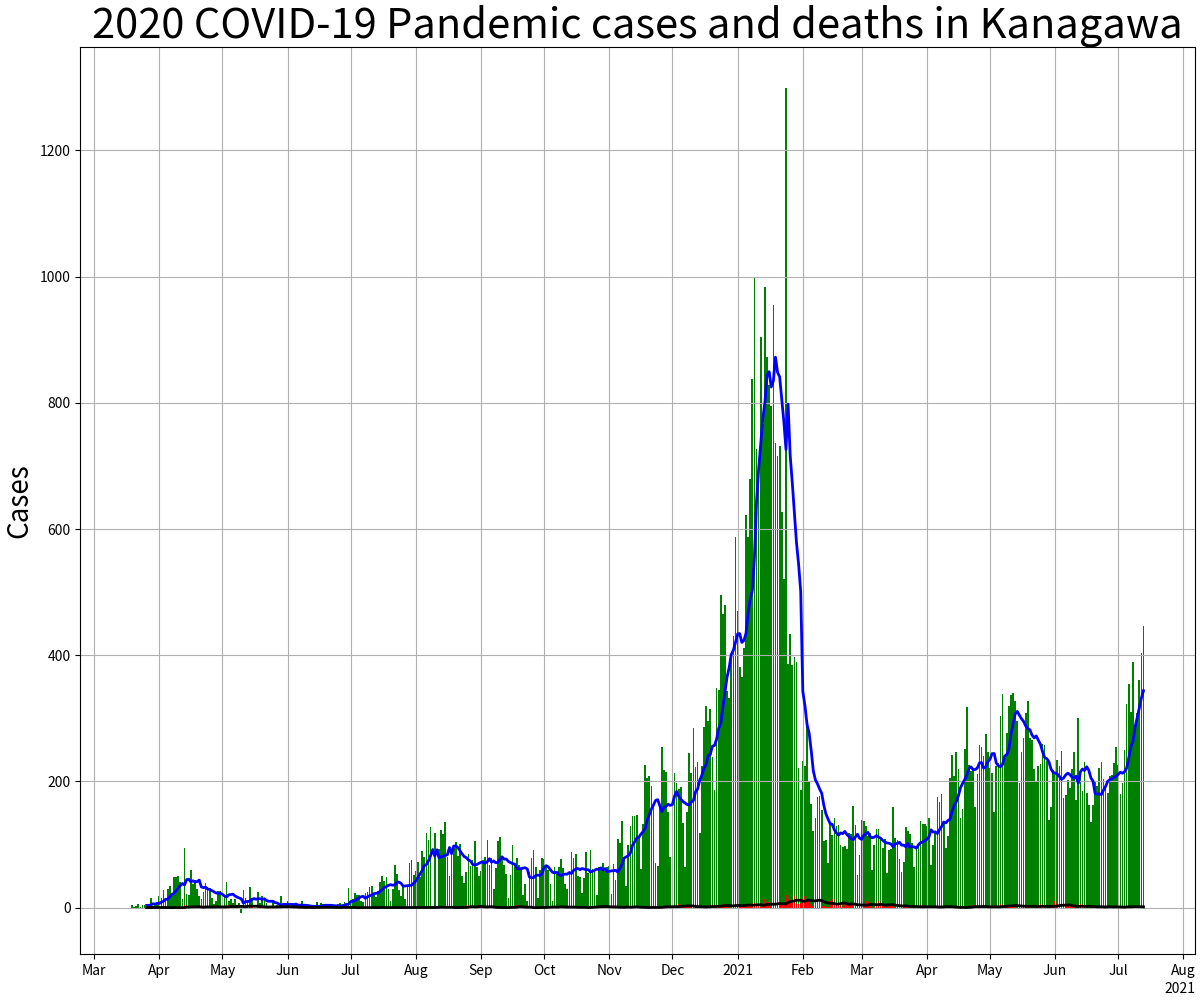 2020 COVID-19 Pandemic cases and deaths in Kanagawa
1200
1000
800
600
400
200
0
Cases
Mar Apr May Jun Jul Aug Sep Oct Nov Dec 2021 Feb Mar Apr May Jun Jul Aug
2021